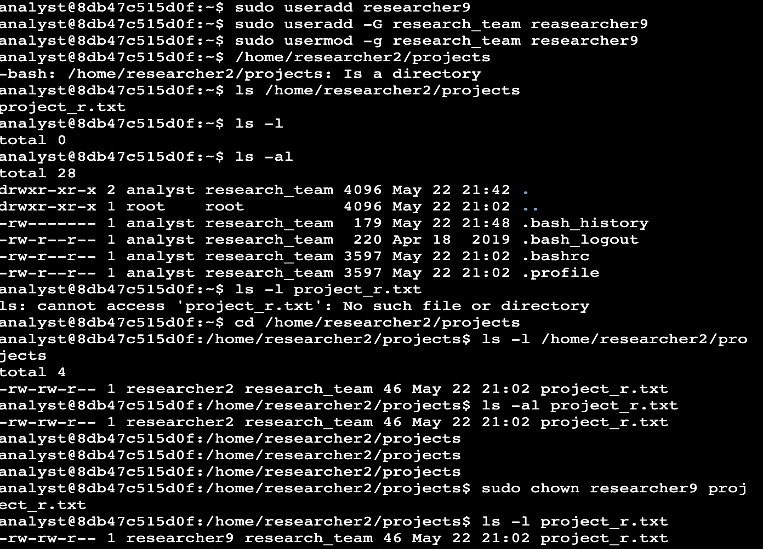 analyst@8db47c515d0f:~$ sudo useradd researcher9
analyst@8db47c515d0f:~$ sudo useradd -G research_team reasearcher9
analyst@8db47c515d0f:~$ sudo usermod -g research_team researcher9
analyst@8db47c515d0f:~$ /home/researcher2/projects
-bash: /home/researcher2/projects: Is a directory
analyst@8db47c515d0f:~$ ls /home/researcher2/projects
project_r.txt
analyst@8db47c515d0f:~$ ls -l
total 0
analyst@8db47c515d0f:~$ ls -al
total 28
drwxr-xr-x 2 analyst research_team 4096 May 22 21:42 .
drwxr-xr-x 1 root    root          4096 May 22 21:02 ..
-rw------- 1 analyst research_team  179 May 22 21:48 .bash_history
-rw-r--r-- 1 analyst research_team  220 Apr 18  2019 .bash_logout
-rw-r--r-- 1 analyst research_team 3597 May 22 21:02 .bashrc
-rw-r--r-- 1 analyst research_team 3597 May 22 21:02 .profile
analyst@8db47c515d0f:~$ ls -l project_r.txt
ls: cannot access 'project_r.txt': No such file or directory
analyst@8db47c515d0f:~$ cd /home/researcher2/projects
analyst@8db47c515d0f:/home/researcher2/projects$ ls -l /home/researcher2/pro
jects
total 4
-rw-rw-r-- 1 researcher2 research_team 46 May 22 21:02 project_r.txt
analyst@8db47c515d0f:/home/researcher2/projects$ ls -al project_r.txt
-rw-rw-r-- 1 researcher2 research_team 46 May 22 21:02 project_r.txt
analyst@8db47c515d0f:/home/researcher2/projects
analyst@8db47c515d0f:/home/researcher2/projects
analyst@8db47c515d0f:/home/researcher2/projects
analyst@8db47c515d0f:/home/researcher2/projects$ sudo chown researcher9 proj
ect_r.txt
analyst@8db47c515d0f:/home/researcher2/projects$ ls -l project_r.txt
-rw-rw-r-- 1 researcher9 research_team 46 May 22 21:02 project_r.txt